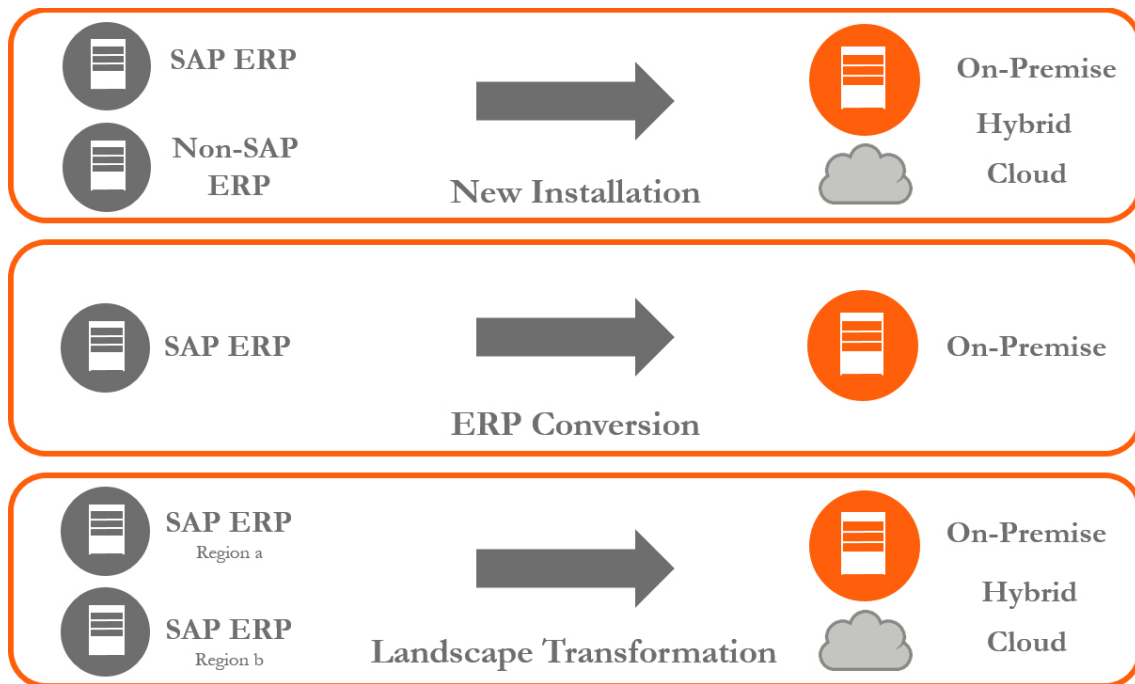 SAP ERP
Non-SAP
ERP
New Installation
On-Premise
Hybrid
Cloud
SAP ERP
ERP Conversion
On-Premise
SAP ERP
Region a
SAP ERP
Region b
Landscape Transformation
On-Premise
Hybrid
Cloud